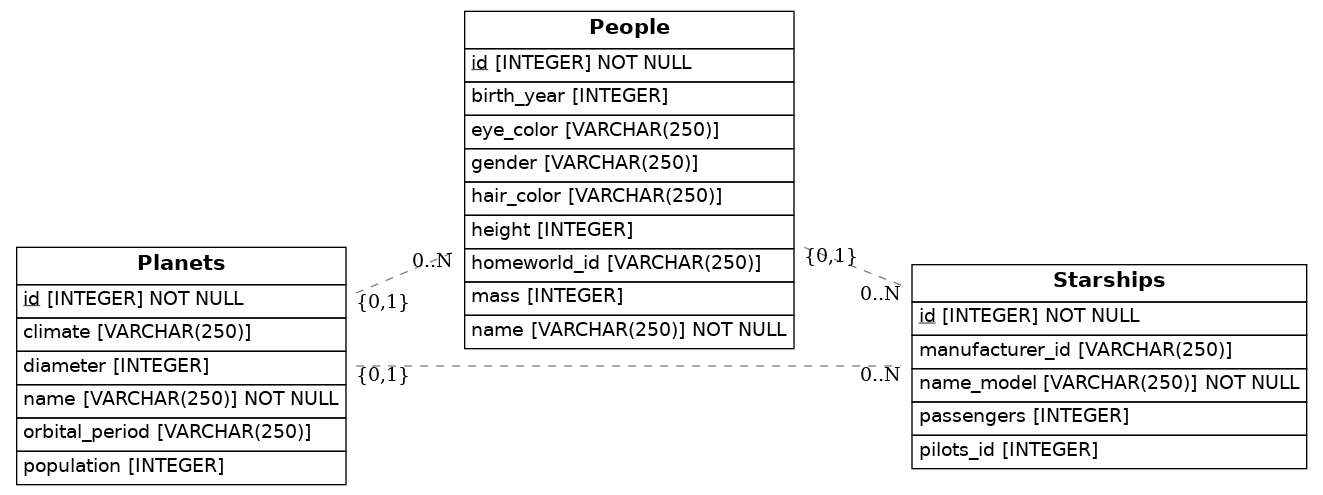 People
id [INTEGER] NOT NULL
birth_year [INTEGER]
eye_color [VARCHAR(250)]
gender [VARCHAR(250)]
hair_color [VARCHAR(250)]
height [INTEGER]
homeworld_id [VARCHAR(250)]
mass [INTEGER]
name [VARCHAR(250)] NOT NULL
0..N
{0,1}
{0,1}
0..N
Planets
id [INTEGER] NOT NULL
climate [VARCHAR(250)]
diameter [INTEGER]
name [VARCHAR(250)] NOT NULL
orbital_period [VARCHAR(250)]
population [INTEGER]
{0,1}
0..N
Starships
id [INTEGER] NOT NULL
manufacturer_id [VARCHAR(250)]
name_model [VARCHAR(250)] NOT NULL
passengers [INTEGER]
pilots_id [INTEGER]